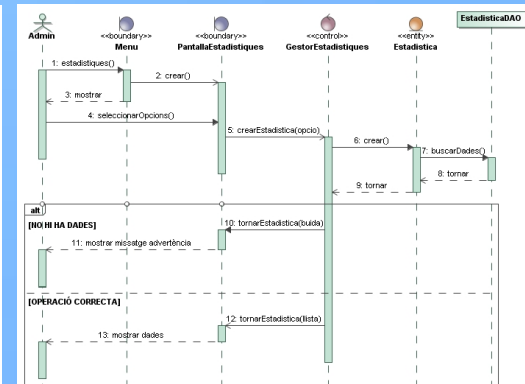 Admin
<<boundary>>
Menu
<<boundary>>
PantallaEstadistiques
<<control>>
GestorEstadistiques
<<entity>>
Estadistica
EstadisticaDAO
1: estadistiques()
2: crear()
3: mostrar
4: seleccionarOpcions()
5: crearEstadistica(opcio)
6: crear()
7: buscarDades()
8: tornar
9: tornar
alt
[NO HI HA DADES]
10: tornarEstadistica(buida)
11: mostrar missatge advertència
[OPERACIÓ CORRECTA]
12: tornarEstadistica(llista)
13: mostrar dades